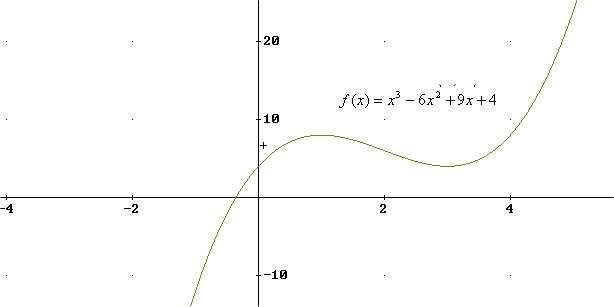 20
f(x) = x³ − 6x² + 9x + 4
10
-4 -2 2 4
-10